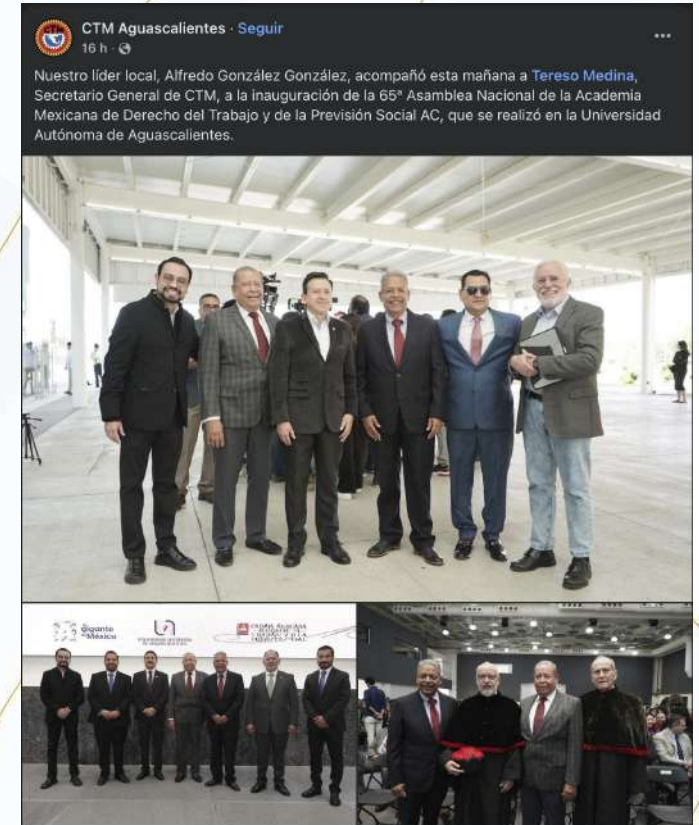 CTM
CTM Aguascalientes · Seguir
16 h ·
Nuestro líder local, Alfredo González González, acompañó esta mañana a Tereso Medina,
Secretario General de CTM, a la inauguración de la 65ª Asamblea Nacional de la Academia
Mexicana de Derecho del Trabajo y de la Previsión Social AC, que se realizó en la Universidad
Autónoma de Aguascalientes.
Gigante
de México